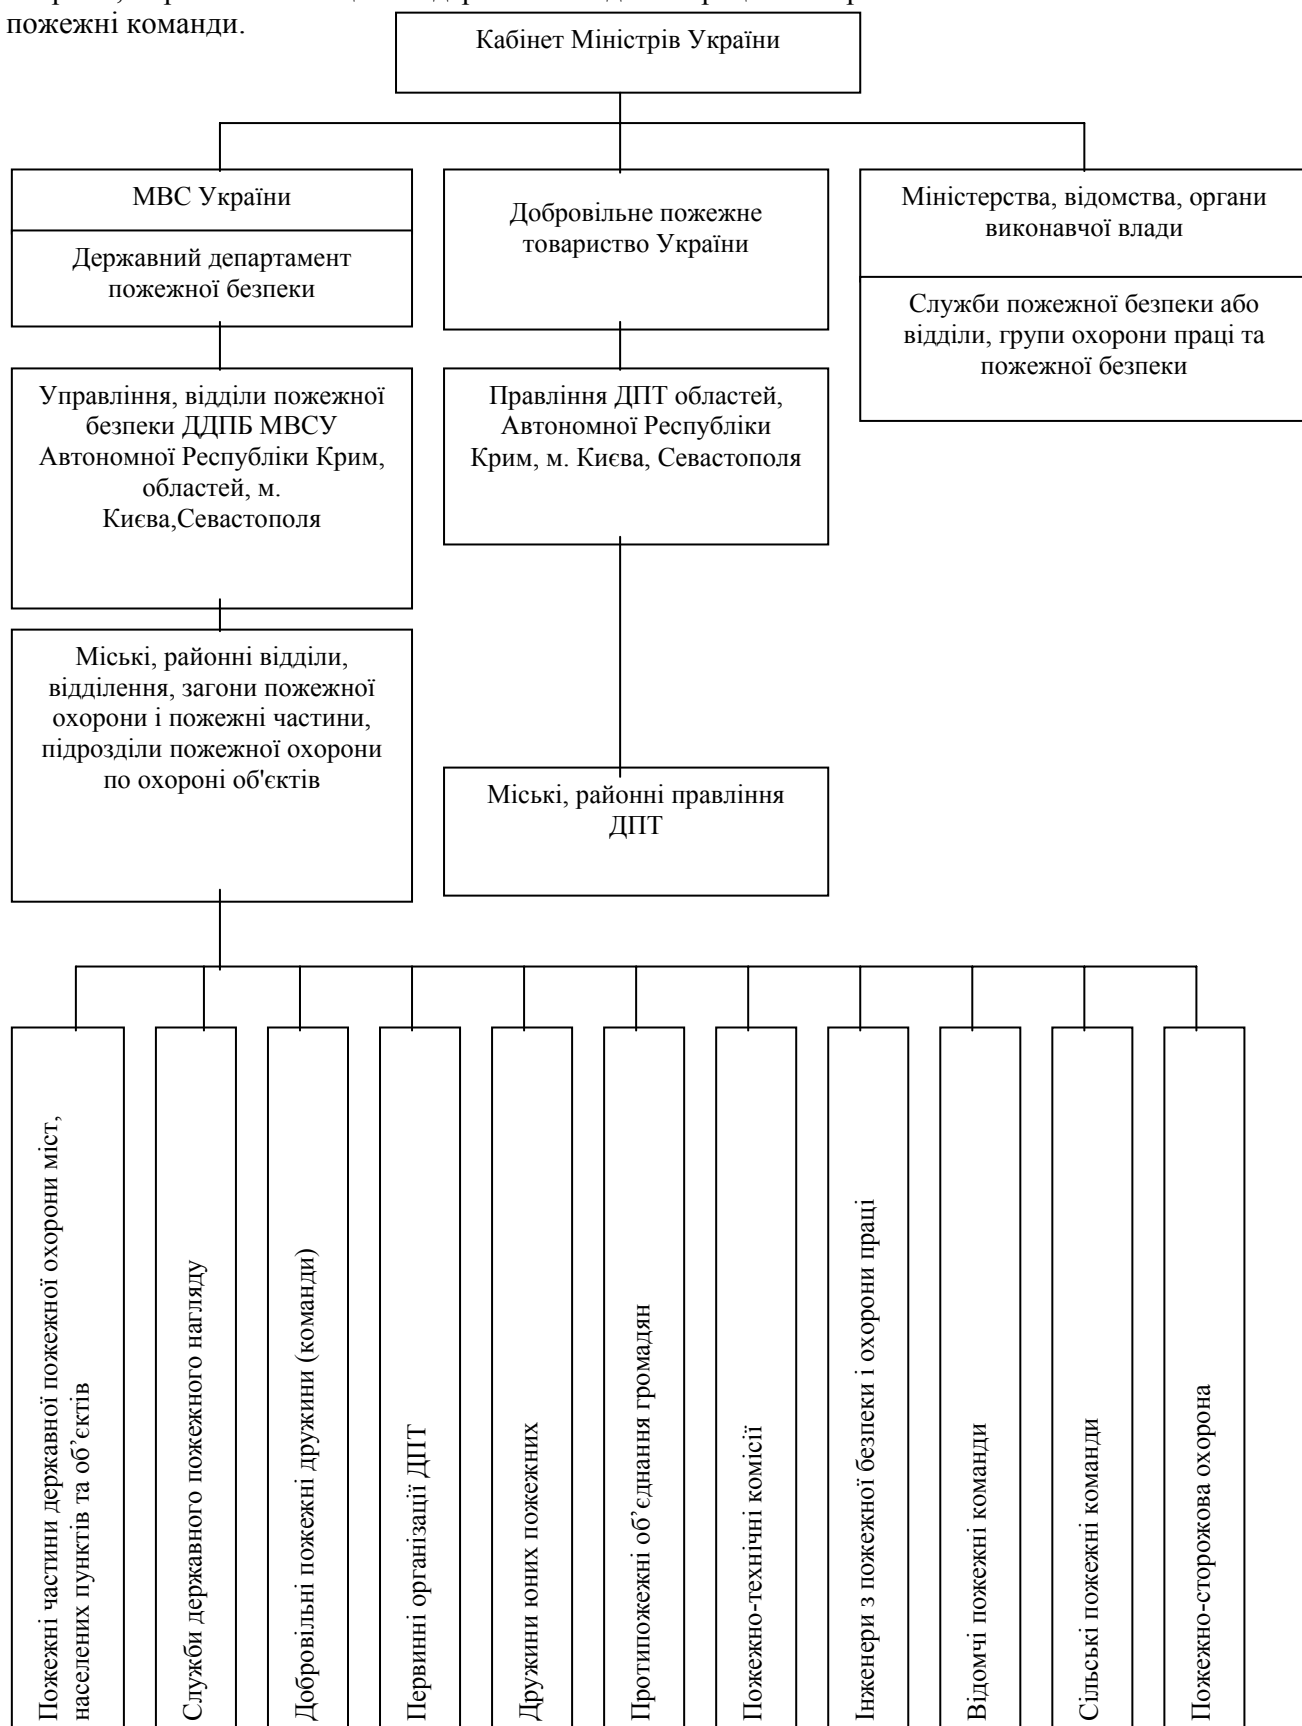 пожежні команди.
Кабінет Міністрів України
МВС України
Державний департамент
пожежної безпеки
Добровільне пожежне
товариство України
Міністерства, відомства, органи
виконавчої влади
Служби пожежної безпеки або
відділи, групи охорони праці та
пожежної безпеки
Управління, відділи пожежної
безпеки ДДПБ МВСУ
Автономної Республіки Крим,
областей, м.
Києва,Севастополя
Правління ДПТ областей,
Автономної Республіки
Крим, м. Києва, Севастополя
Міські, районні відділи,
відділення, загони пожежної
охорони і пожежні частини,
підрозділи пожежної охорони
по охороні об'єктів
Міські, районні правління
ДПТ
Пожежні частини державної пожежної охорони міст,
населених пунктів та об’єктів
Служби державного пожежного нагляду
Добровільні пожежні дружини (команди)
Первинні організації ДПТ
Дружини юних пожежних
Протипожежні об’єднання громадян
Пожежно-технічні комісії
Інженери з пожежної безпеки і охорони праці
Відомчі пожежні команди
Сільські пожежні команди
Пожежно-сторожова охорона